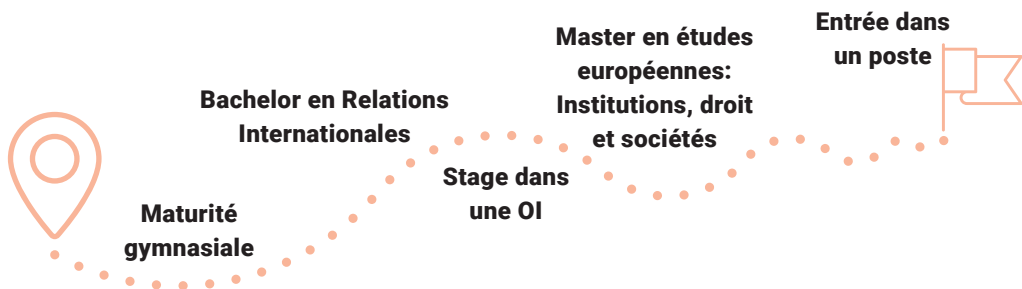 Maturité
gymnasiale
Bachelor en Relations
Internationales
Stage dans
une OI
Master en études
européennes:
Institutions, droit
et sociétés
Entrée dans
un poste